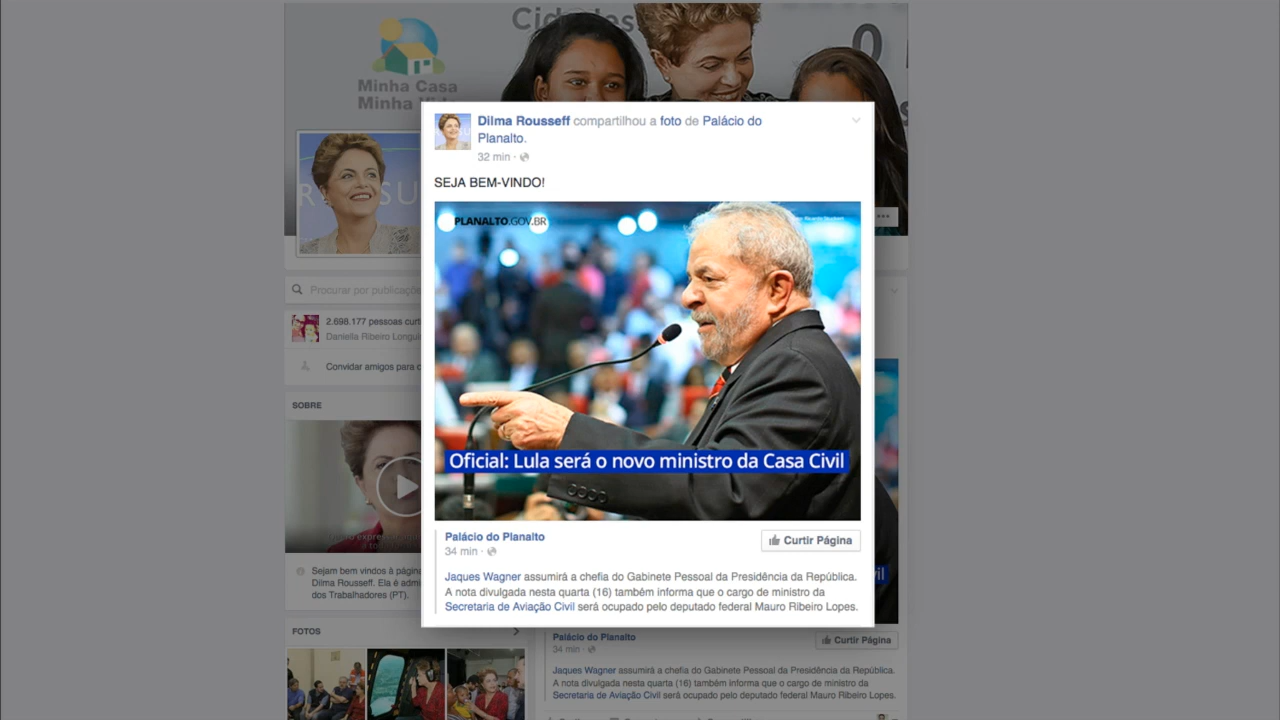 Cidades
Minha Casa
Minha Vida
Dilma Rousseff compartilhou a foto de Palácio do
Planalto.
32 min
SEJA BEM-VINDO!
PLANALTO.GOV.BR
Oficial: Lula será o novo ministro da Casa Civil
Palácio do Planalto
34 min
Curtir Página
Jaques Wagner assumirá a chefia do Gabinete Pessoal da Presidência da República.
A nota divulgada nesta quarta (16) também informa que o cargo de ministro da
Secretaria de Aviação Civil será ocupado pelo deputado federal Mauro Ribeiro Lopes.
Procurar por publicaçõe
2.698.177 pessoas curt
Daniella Ribeiro Longui
Convidar amigos para c
SOBRE
Sejam bem vindos à págin
Dilma Rousseff. Ela é admi
dos Trabalhadores (PT).
FOTOS
Palácio do Planalto
34 min
Curtir Página
Jaques Wagner assumirá a chefia do Gabinete Pessoal da Presidência da República.
A nota divulgada nesta quarta (16) também informa que o cargo de ministro da
Secretaria de Aviação Civil será ocupado pelo deputado federal Mauro Ribeiro Lopes.